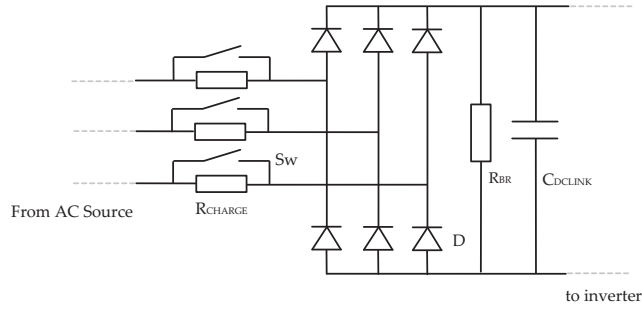 Sw
RBR
CDCLINK
From AC Source
RCHARGE
D
to inverter